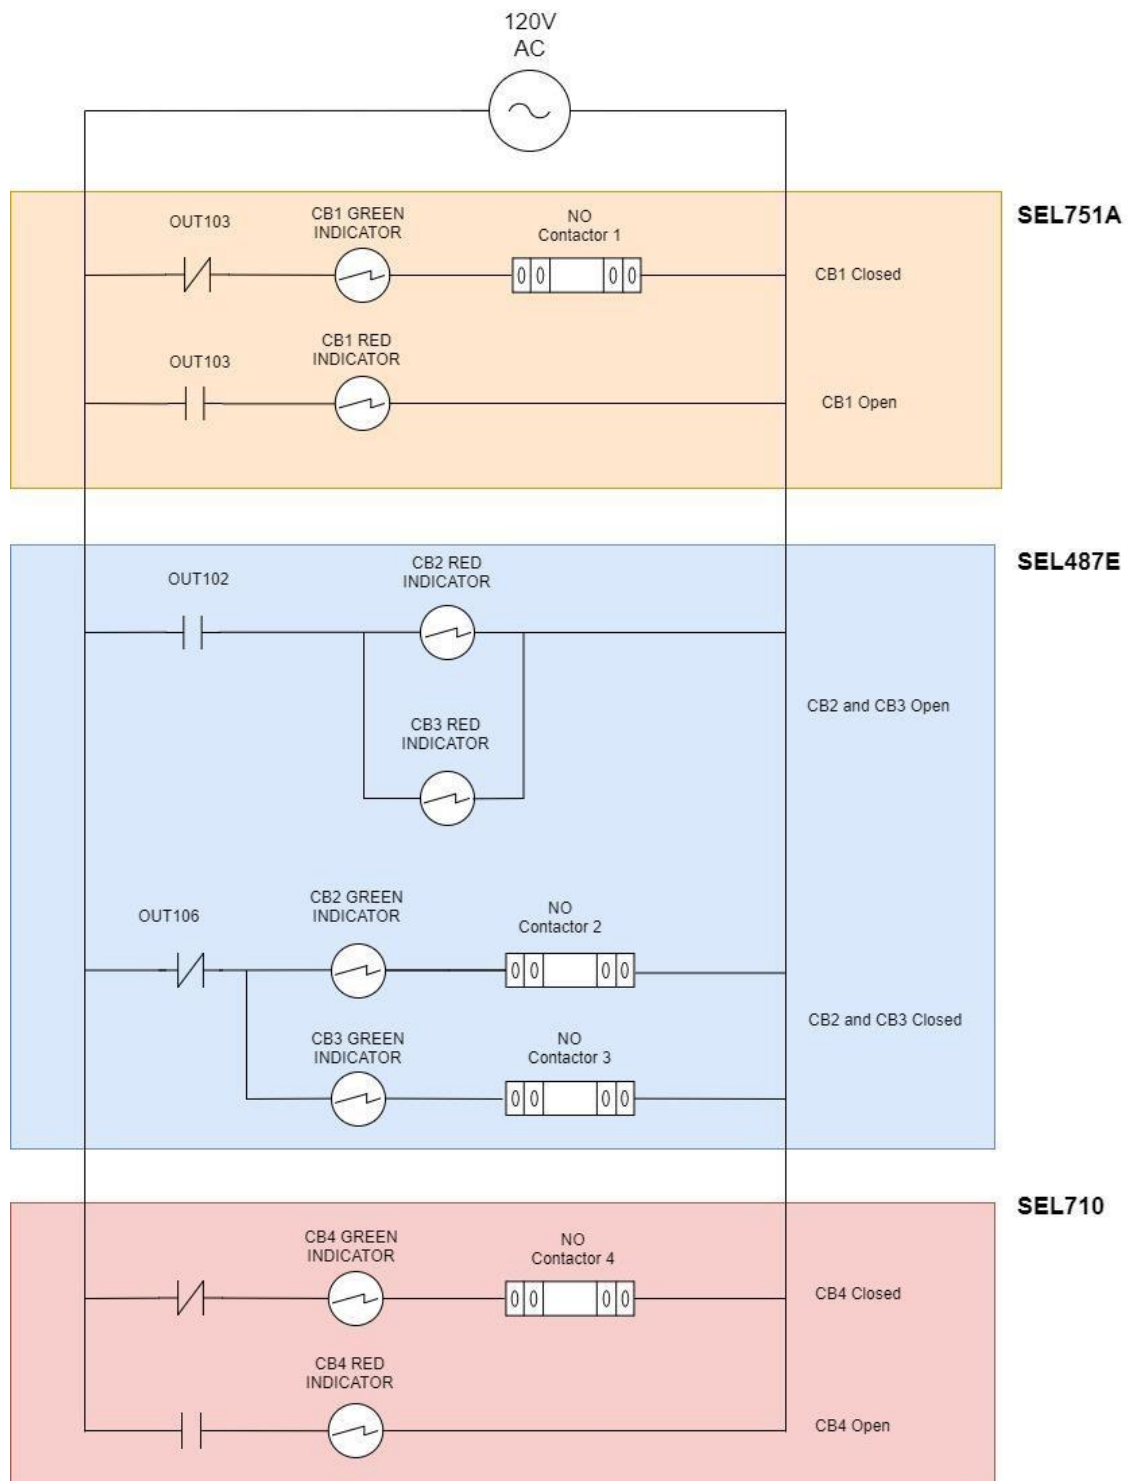 120V
AC
SEL751A
OUT103
CB1 GREEN
INDICATOR
NO
Contactor 1
CB1 Closed
OUT103
CB1 RED
INDICATOR
CB1 Open
SEL487E
OUT102
CB2 RED
INDICATOR
CB2 and CB3 Open
CB3 RED
INDICATOR
OUT106
CB2 GREEN
INDICATOR
NO
Contactor 2
CB2 and CB3 Closed
CB3 GREEN
INDICATOR
NO
Contactor 3
SEL710
CB4 GREEN
INDICATOR
NO
Contactor 4
CB4 Closed
CB4 RED
INDICATOR
CB4 Open